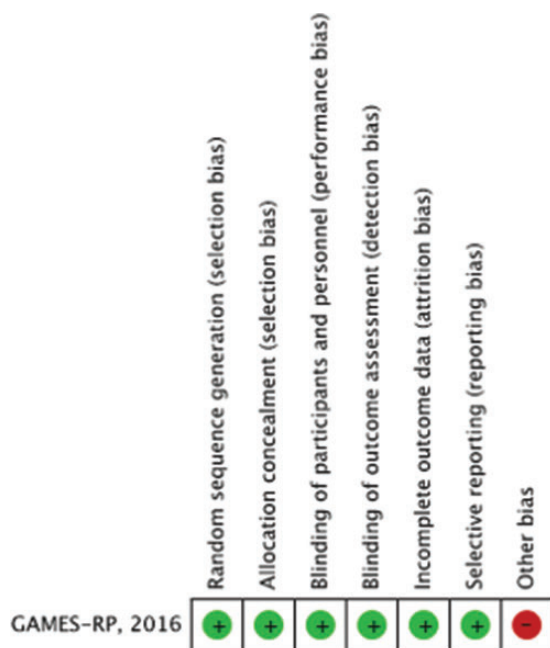 Random sequence generation (selection bias)
Allocation concealment (selection bias)
Blinding of participants and personnel (performance bias)
Blinding of outcome assessment (detection bias)
Incomplete outcome data (attrition bias)
Selective reporting (reporting bias)
Other bias
GAMES-RP, 2016 + + + + + + -